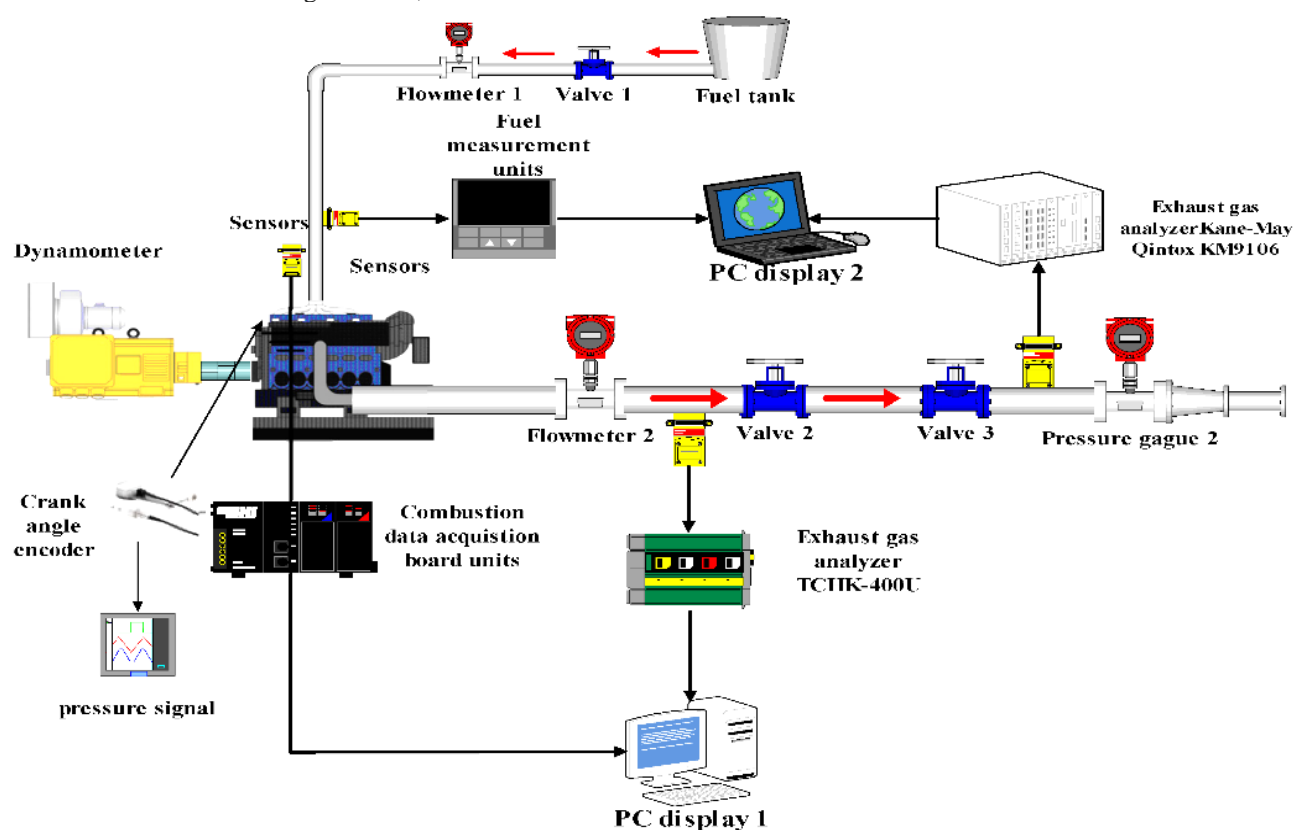 Flowmeter 1
Valve 1
Fuel tank
Fuel
measurement
units
Sensors
Sensors
Dynamometer
PC display 2
Exhaust gas
analyzer Kane-May
Qintox KM9106
Flowmeter 2
Valve 2
Valve 3
Pressure gague 2
Crank
angle
encoder
Combustion
data acquistion
board units
Exhaust gas
analyzer
TCHK-400U
pressure signal
PC display 1